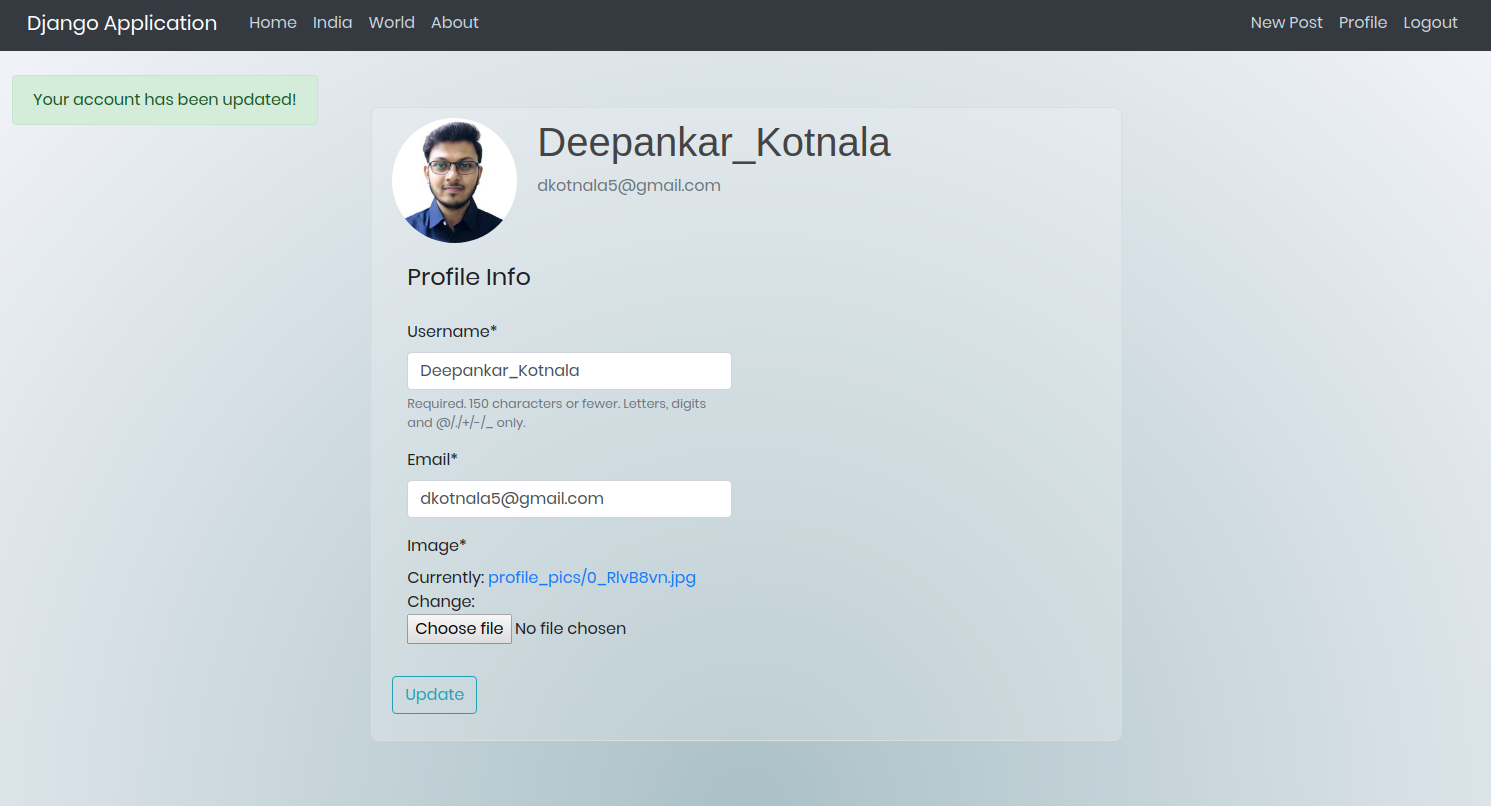 Django Application Home India World About New Post Profile Logout
Your account has been updated!
Deepankar_Kotnala
dkotnala5@gmail.com
Profile Info
Username*
Deepankar_Kotnala
Required. 150 characters or fewer. Letters, digits
and @/./+/-/_ only.
Email*
dkotnala5@gmail.com
Image*
Currently: profile_pics/0_RlvB8vn.jpg
Change:
Choose file No file chosen
Update